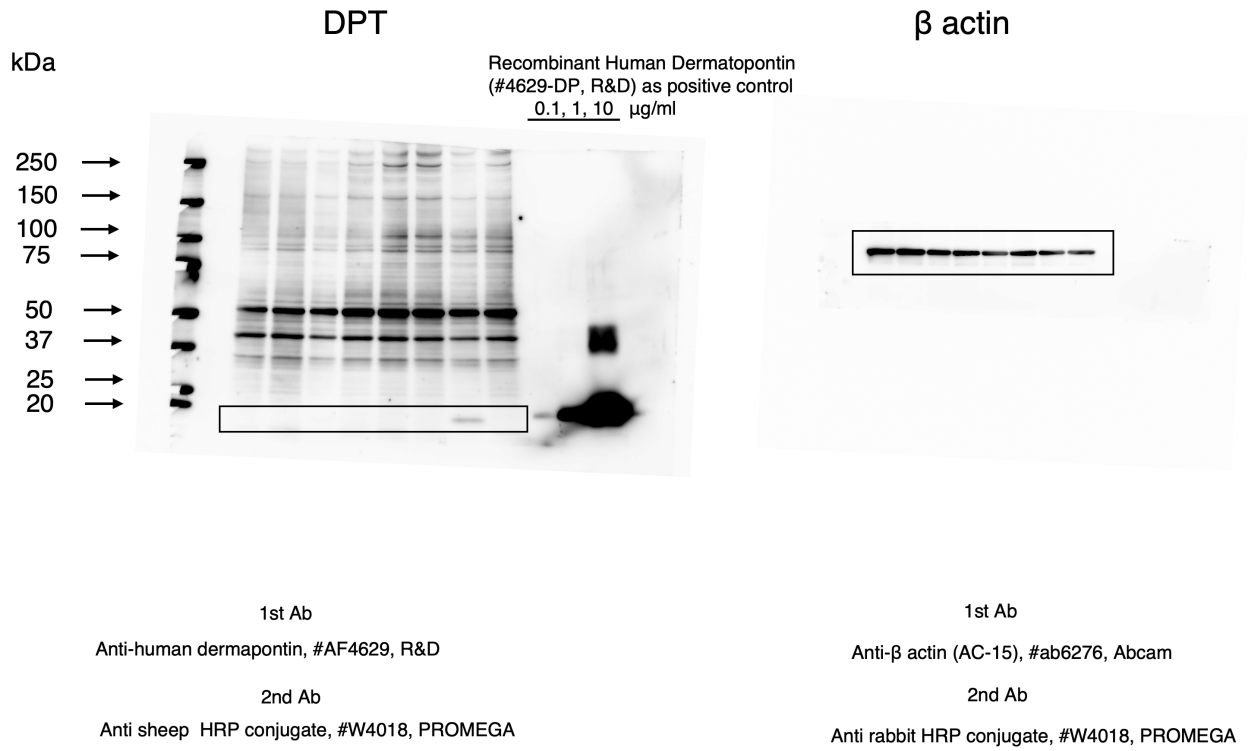 DPT
β actin
kDa
Recombinant Human Dermatopontin
(#4629-DP, R&D) as positive control
0.1, 1, 10 μg/ml
250
150
100
75
50
37
25
20
1st Ab
Anti-human dermapontin, #AF4629, R&D
2nd Ab
Anti sheep HRP conjugate, #W4018, PROMEGA
1st Ab
Anti-β actin (AC-15), #ab6276, Abcam
2nd Ab
Anti rabbit HRP conjugate, #W4018, PROMEGA